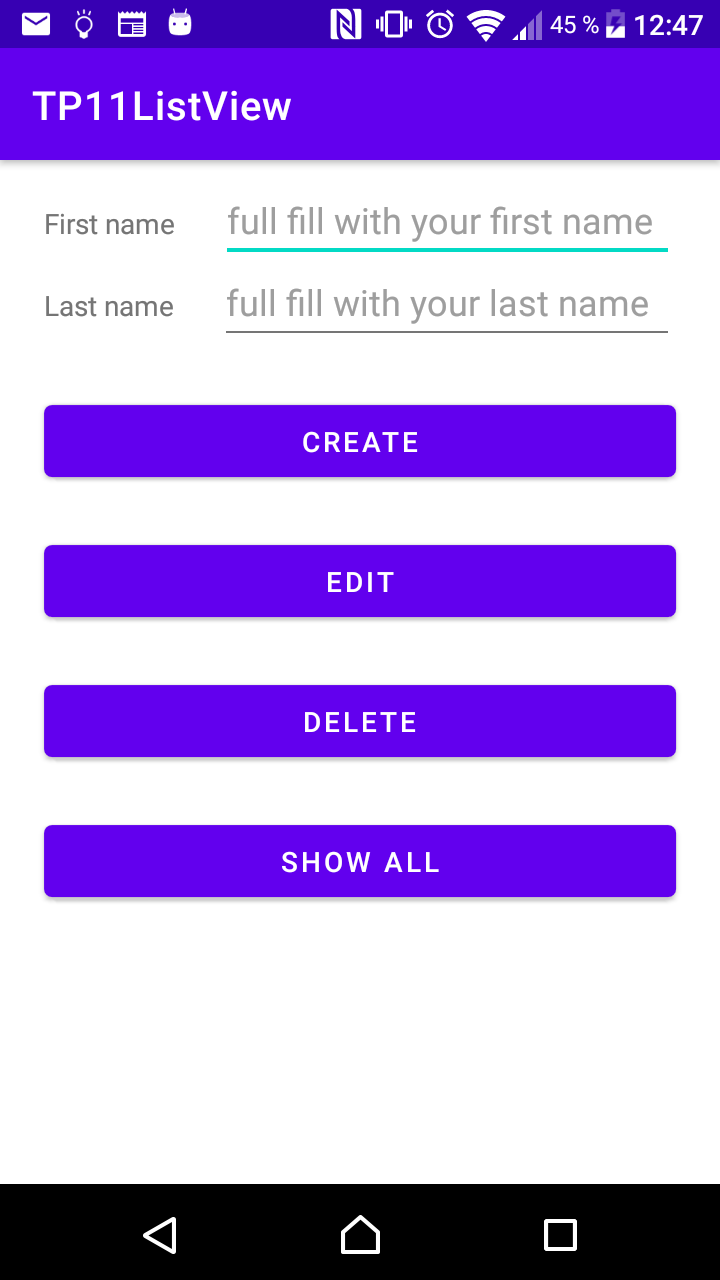 45 % 12:47
TP11ListView
First name full fill with your first name
Last name full fill with your last name
CREATE
EDIT
DELETE
SHOW ALL